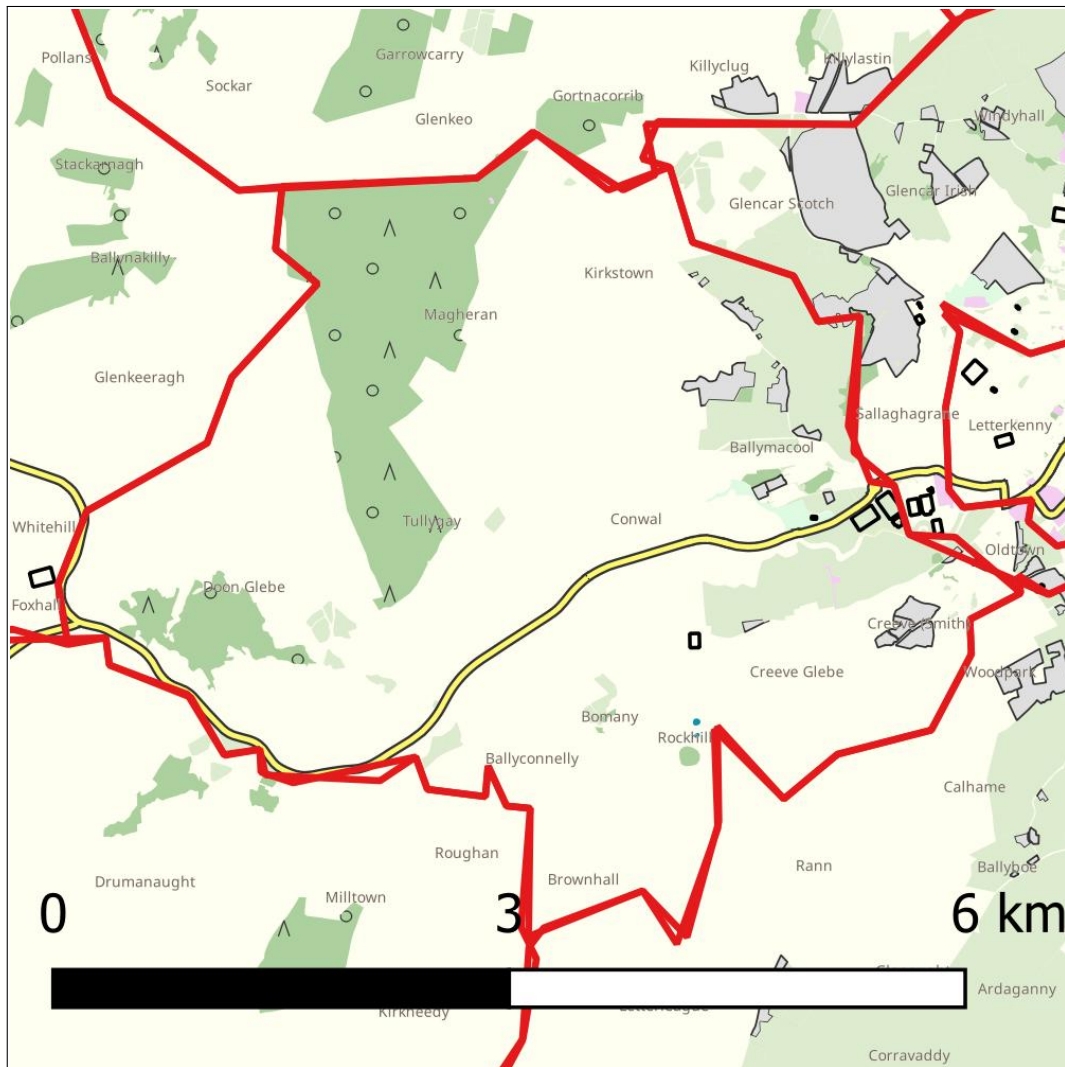 Pollans
Sockar
Garrowcarry
Killyclug
Killylastin
Glenkeo
Gortnacorrib
Windyhall
Stackarnagh
Glencar Scotch
Glencar Irish
Ballynakilly
Kirkstown
Magheran
Glenkeeragh
Sallaghagrane
Letterkenny
Ballymacool
Whitehill
Tullygay
Conwal
Oldtown
Doon Glebe
Foxhall
Creeve (Smith)
Creeve Glebe
Woodpark
Bomany
Rockhill
Ballyconnelly
Calhame
Roughan
Rann
Ballyboe
Drumanaught
Brownhall
Milltown
0
3
6 km
Ardaganny
Kirkneedy
Corravaddy